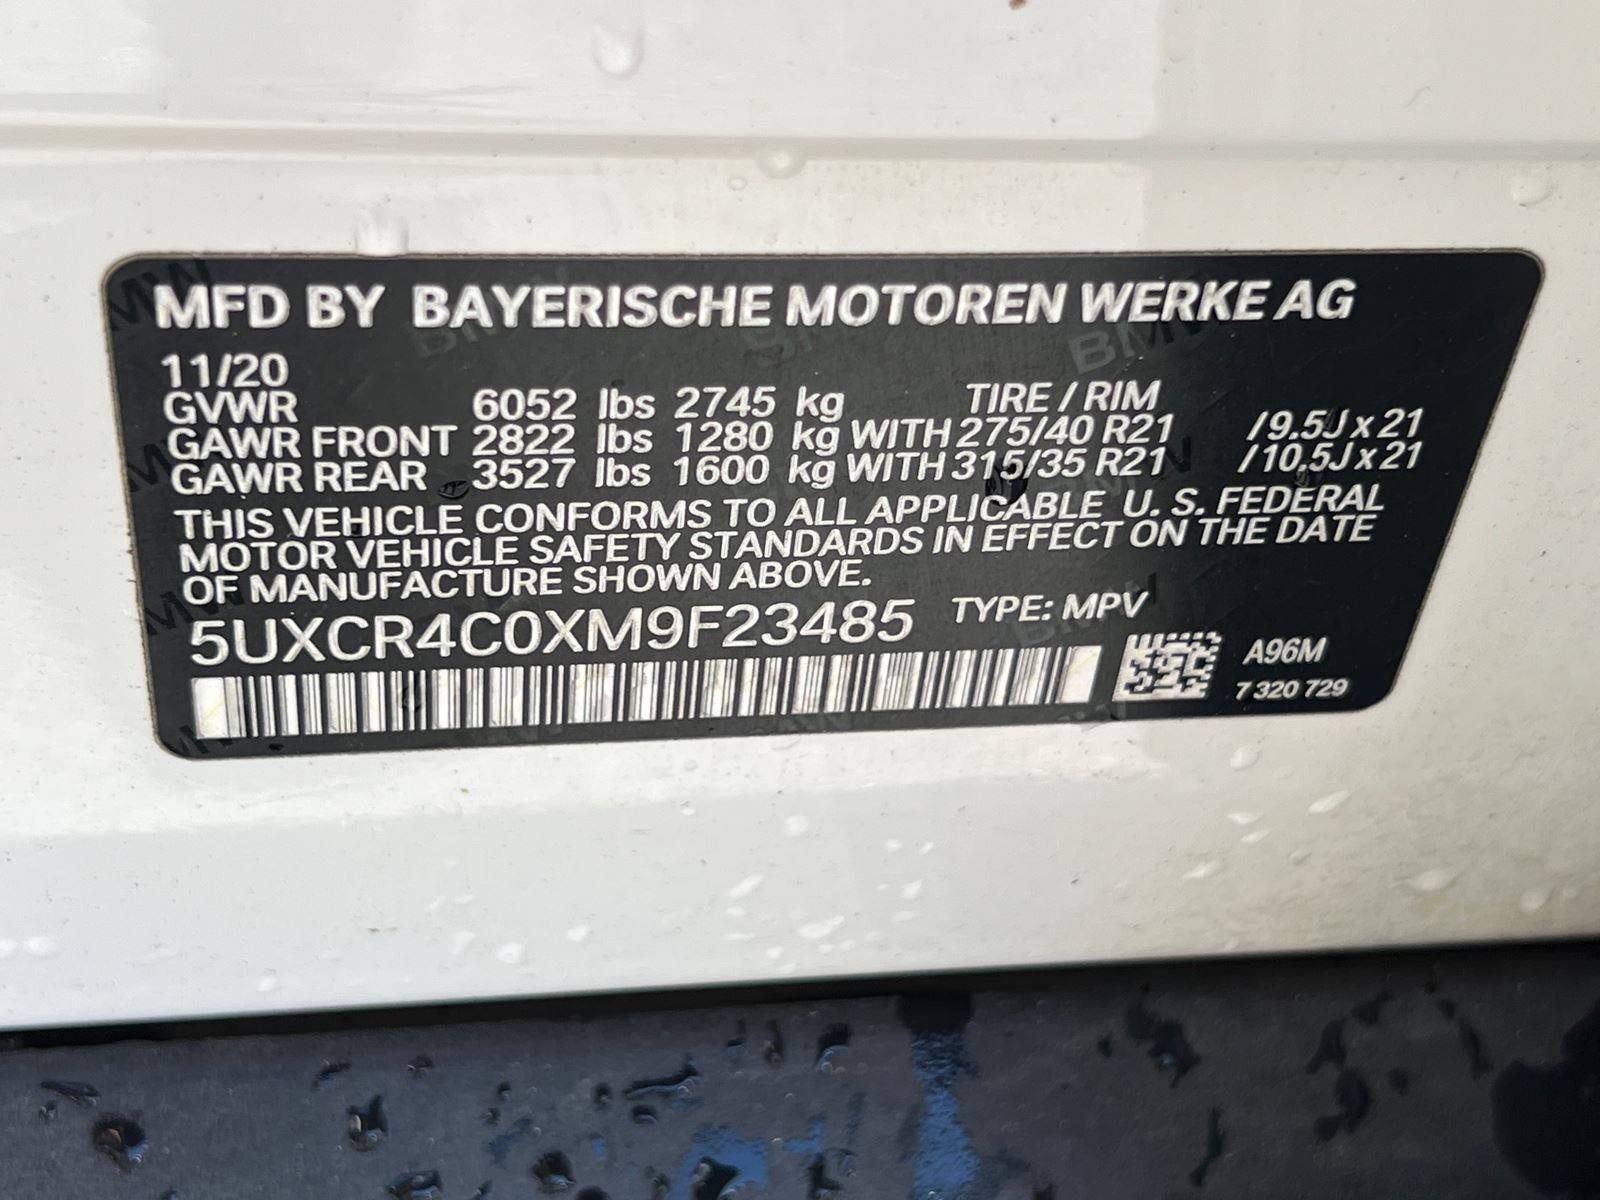 MFD BY BAYERISCHE MOTOREN WERKE AG
11/20
GVWR 6052 lbs 2745 kg TIRE / RIM
GAWR FRONT 2822 lbs 1280 kg WITH 275/40 R21 /9.5J x 21
GAWR REAR 3527 lbs 1600 kg WITH 315/35 R21 /10.5J x 21
THIS VEHICLE CONFORMS TO ALL APPLICABLE U. S. FEDERAL
MOTOR VEHICLE SAFETY STANDARDS IN EFFECT ON THE DATE
OF MANUFACTURE SHOWN ABOVE.
5UXCR4C0XM9F23485 TYPE: MPV
A96M
7 320 729